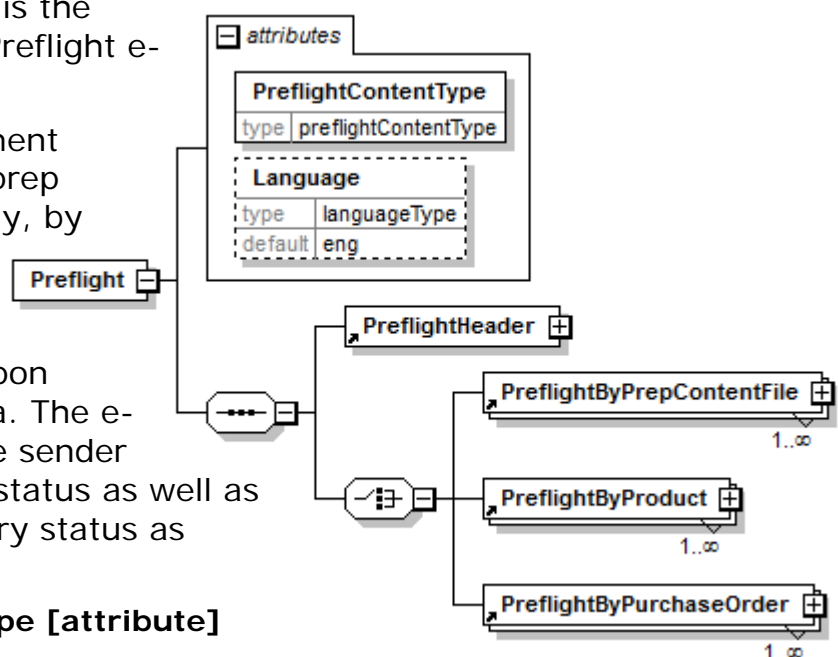 is the
Preflight e-
ment
prep
y, by
pon
a. The e-
e sender
status as well as
ry status as
pe [attribute]
attributes
PreflightContentType
type preflightContentType
Language
type languageType
default eng
Preflight
PreflightHeader
PreflightByPrepContentFile
1..∞
PreflightByProduct
1..∞
PreflightByPurchaseOrder
1..∞